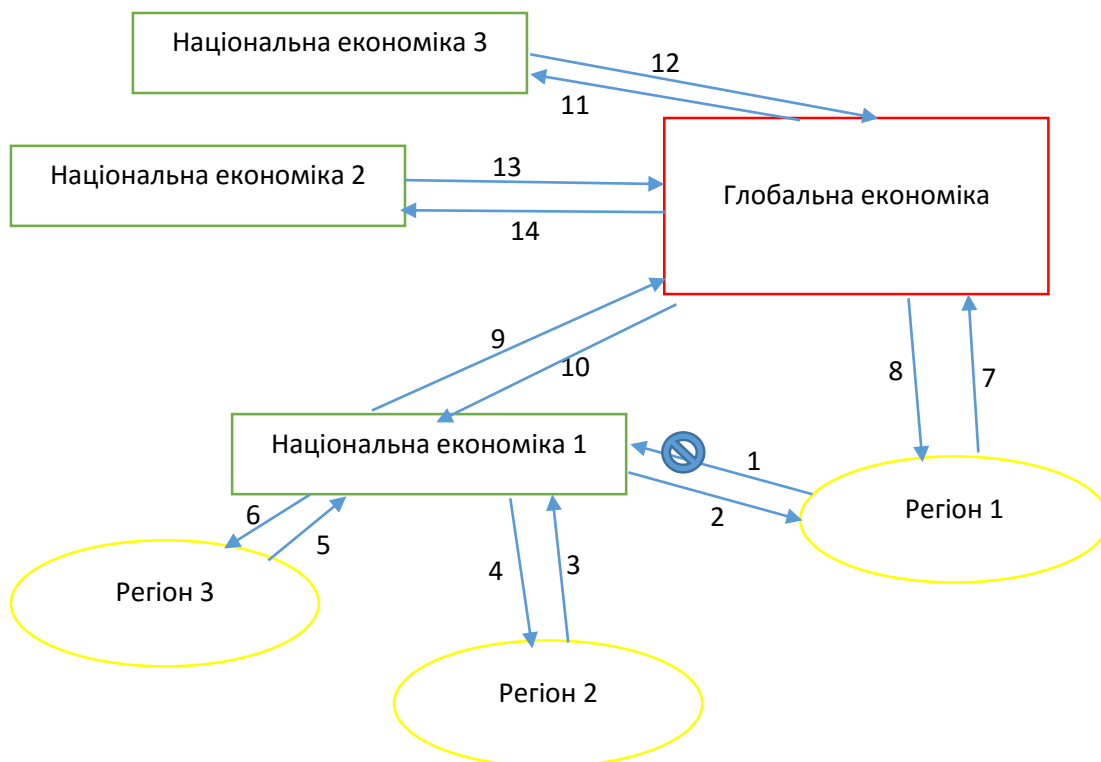 Національна економіка 3
12
11
Національна економіка 2
13
14
Глобальна економіка
9
10
8
7
Національна економіка 1
1
2
Регіон 1
6
5
4
3
Регіон 3
Регіон 2